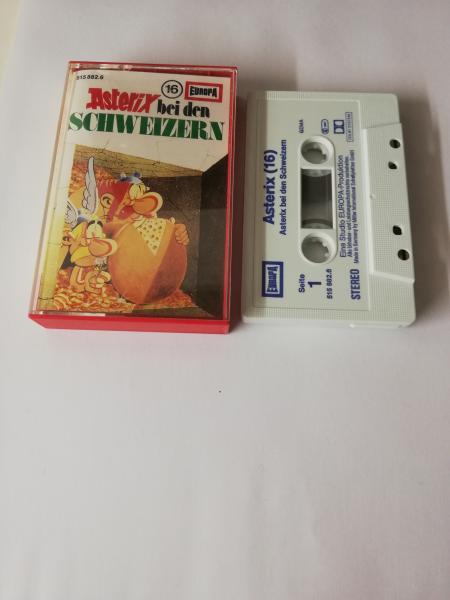 515 882.6
16
EUROPA
Asterix bei den
SCHWEIZERN
Asterix (16)
Asterix bei den Schweizern
GEMA
EUROPA
Seite
1
515 882.6
Eine Studio EUROPA-Produktion
STEREO